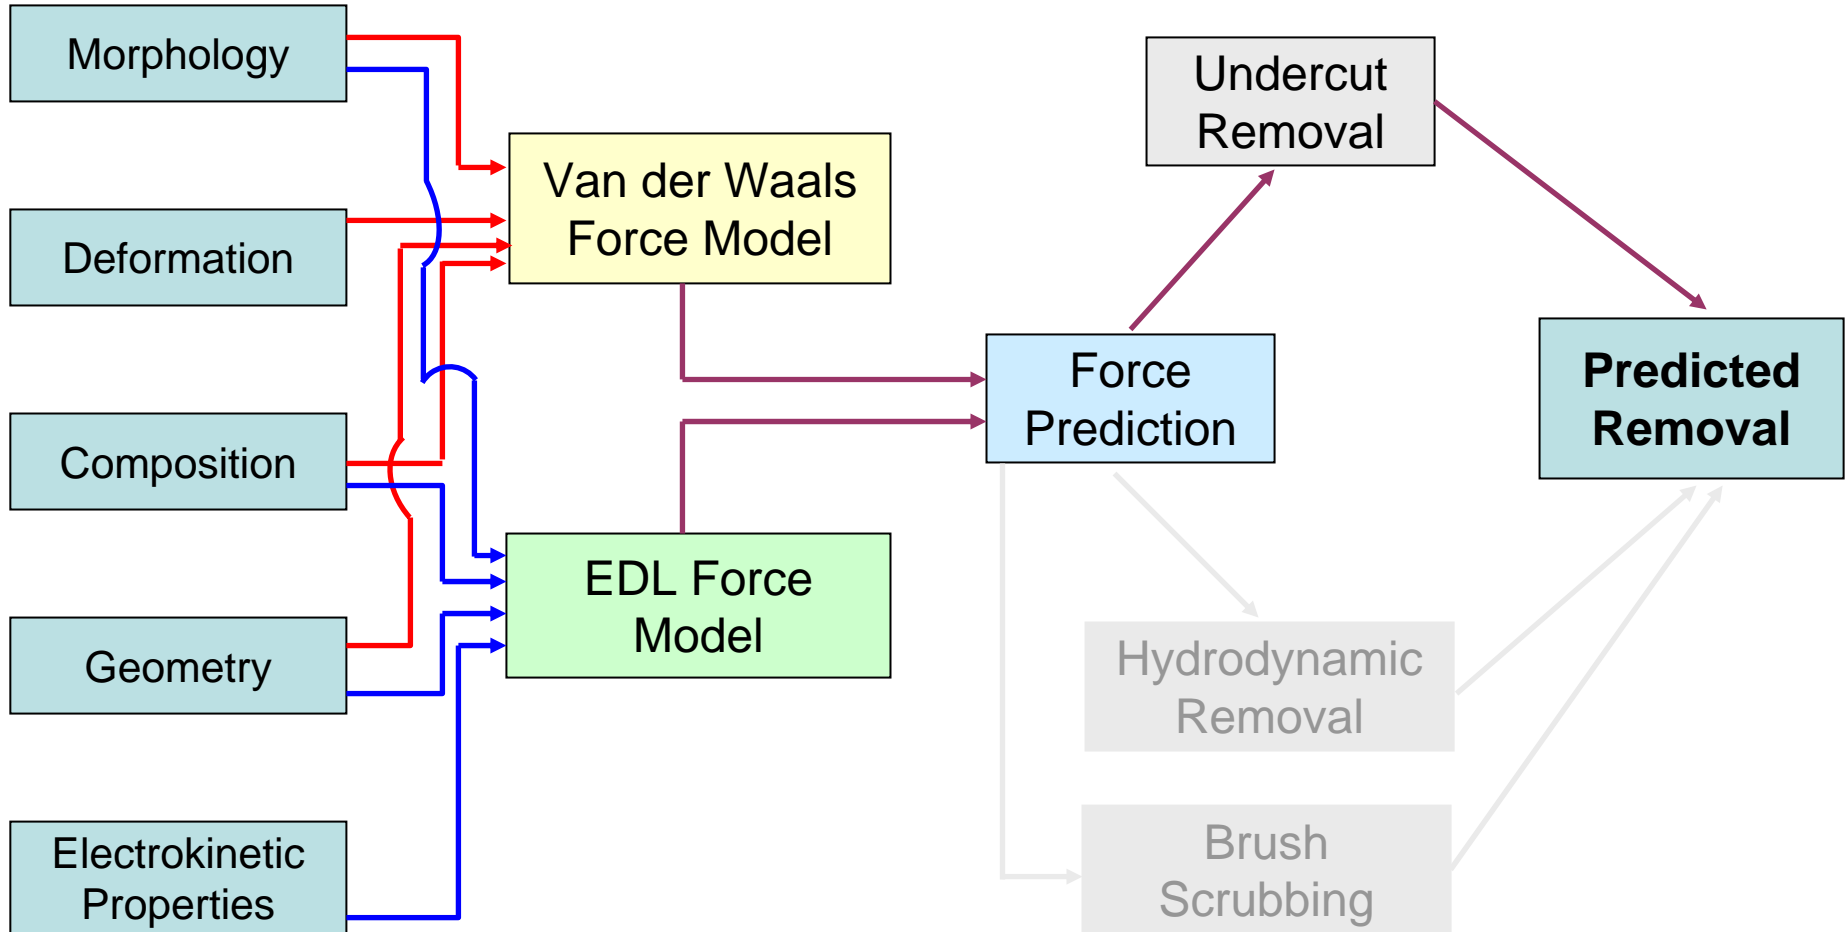 Morphology
Deformation
Composition
Geometry
Electrokinetic
Properties
Van der Waals
Force Model
EDL Force
Model
Force
Prediction
Undercut
Removal
Hydrodynamic
Removal
Brush
Scrubbing
Predicted
Removal